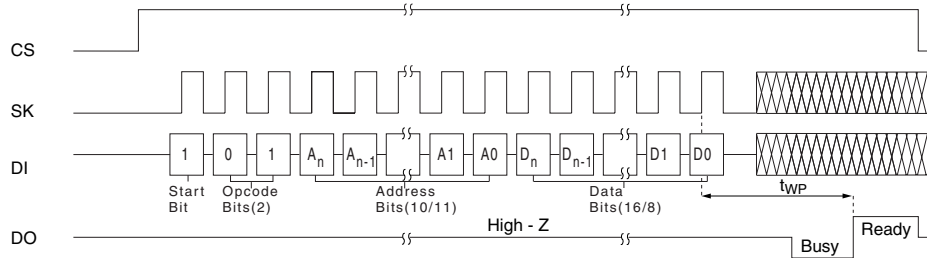 CS
SK
DI
1 0 1 An An-1 A1 A0 Dn Dn-1 D1 D0
Start Bit
Opcode Bits(2)
Address Bits(10/11)
Data Bits(16/8)
tWP
High - Z
DO
Busy
Ready